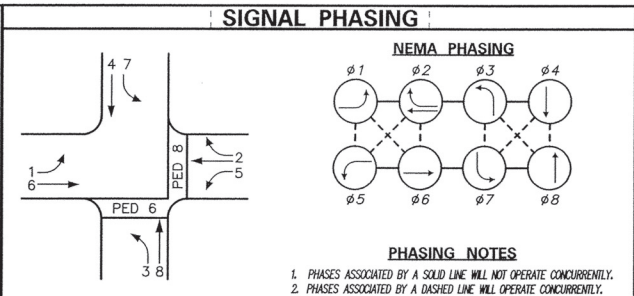 SIGNAL PHASING
4 7
1
6
PED 8
2
5
PED 6
3 8
NEMA PHASING
ø1 ø2 ø3 ø4
ø5 ø6 ø7 ø8
PHASING NOTES
1. PHASES ASSOCIATED BY A SOLID LINE WILL NOT OPERATE CONCURRENTLY.
2. PHASES ASSOCIATED BY A DASHED LINE WILL OPERATE CONCURRENTLY.